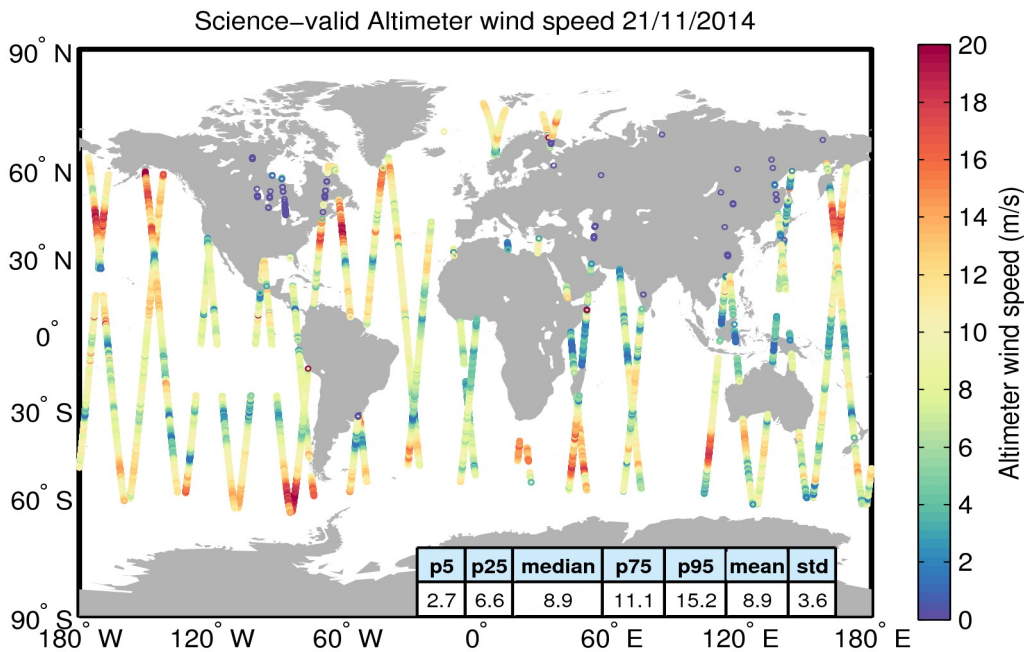 Science−valid Altimeter wind speed 21/11/2014
90° N
60° N
30° N
0°
30° S
60° S
90° S
180° W
120° W
60° W
0°
60° E
120° E
180° E
p5 p25 median p75 p95 mean std
2.7 6.6 8.9 11.1 15.2 8.9 3.6
20
18
16
14
12
10
8
6
4
2
0
Altimeter wind speed (m/s)